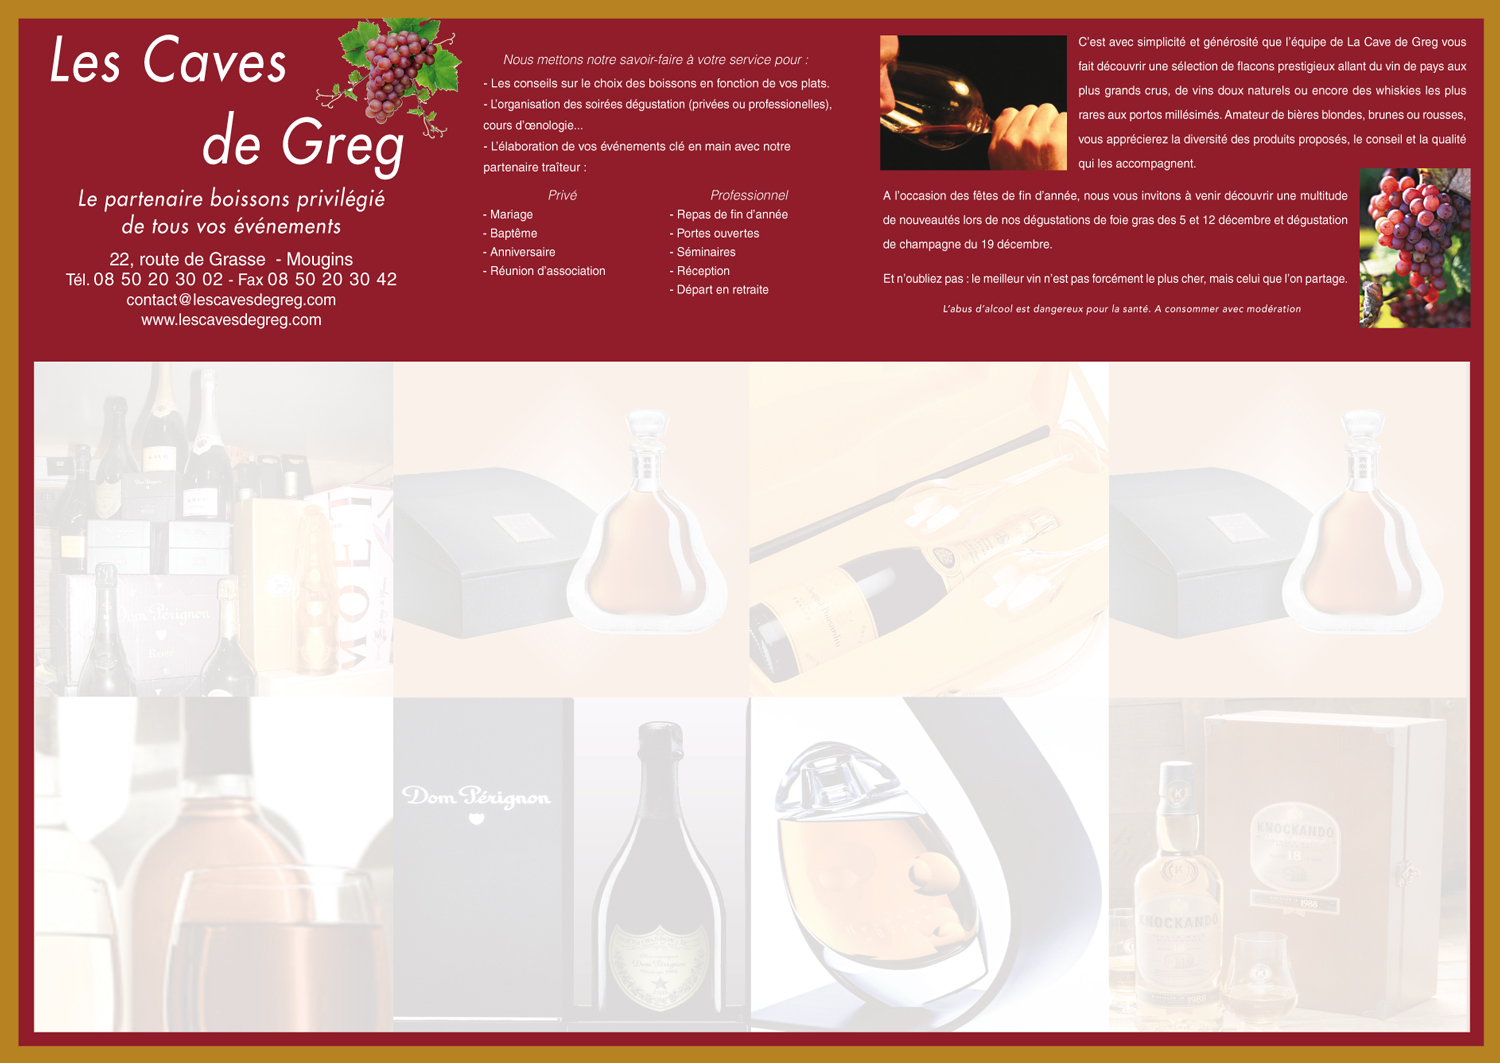 Les Caves
de Greg
Le partenaire boissons privilégié
de tous vos événements
22, route de Grasse - Mougins
Tél. 08 50 20 30 02 - Fax 08 50 20 30 42
contact@lescavesdegreg.com
www.lescavesdegreg.com
Nous mettons notre savoir-faire à votre service pour :
- Les conseils sur le choix des boissons en fonction de vos plats.
- L'organisation des soirées dégustation (privées ou professionelles),
cours d'œnologie...
- L'élaboration de vos événements clé en main avec notre
partenaire traîteur :
Privé
- Mariage
- Baptême
- Anniversaire
- Réunion d'association
Professionnel
- Repas de fin d'année
- Portes ouvertes
- Séminaires
- Réception
- Départ en retraite
C'est avec simplicité et générosité que l'équipe de La Cave de Greg vous
fait découvrir une sélection de flacons prestigieux allant du vin de pays aux
plus grands crus, de vins doux naturels ou encore des whiskies les plus
rares aux portos millésimés. Amateur de bières blondes, brunes ou rousses,
vous apprécierez la diversité des produits proposés, le conseil et la qualité
qui les accompagnent.
A l'occasion des fêtes de fin d'année, nous vous invitons à venir découvrir une multitude
de nouveautés lors de nos dégustations de foie gras des 5 et 12 décembre et dégustation
de champagne du 19 décembre.
Et n'oubliez pas : le meilleur vin n'est pas forcément le plus cher, mais celui que l'on partage.
L'abus d'alcool est dangereux pour la santé. A consommer avec modération
Dom Pérignon
MOËT
Dom Pérignon
Dom Pérignon
KNOCKANDO
18
1988
KNOCKANDO